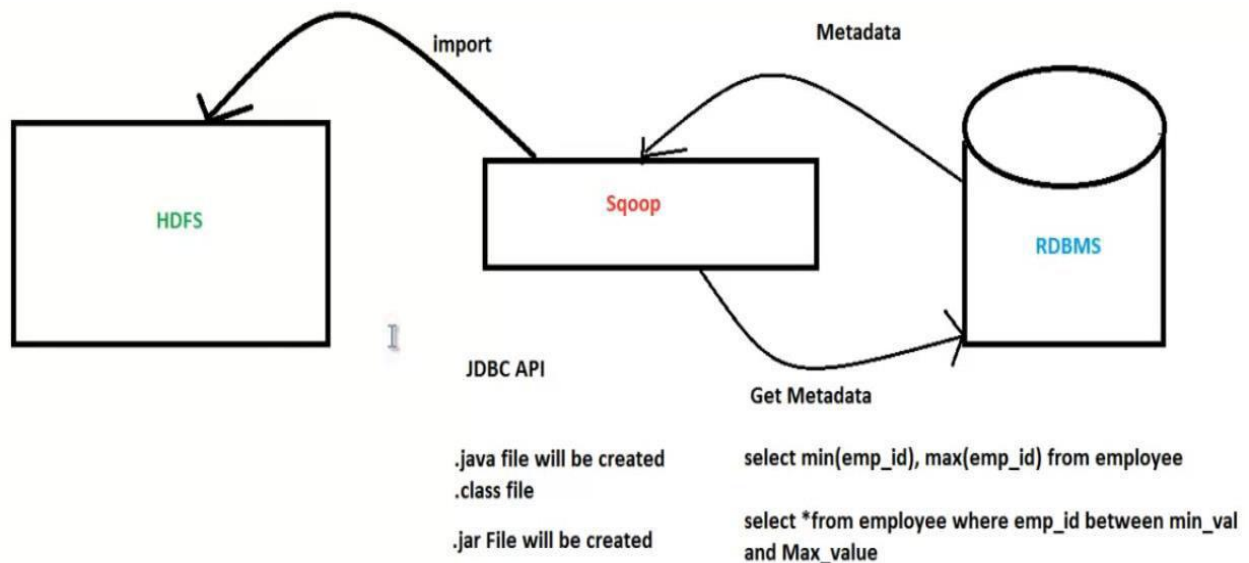 import
Metadata
HDFS
Sqoop
RDBMS
JDBC API
Get Metadata
.java file will be created
.class file
.jar File will be created
select min(emp_id), max(emp_id) from employee
select *from employee where emp_id between min_val
and Max_value